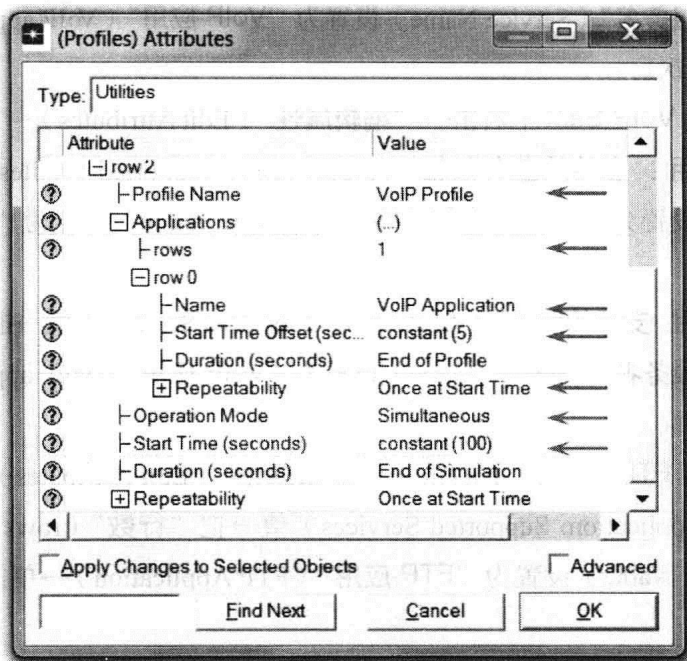 (Profiles) Attributes
Type: Utilities
Attribute Value
row 2
Profile Name VoIP Profile
Applications (...)
rows 1
row 0
Name VoIP Application
Start Time Offset (sec... constant (5)
Duration (seconds) End of Profile
Repeatability Once at Start Time
Operation Mode Simultaneous
Start Time (seconds) constant (100)
Duration (seconds) End of Simulation
Repeatability Once at Start Time
Apply Changes to Selected Objects Advanced
Find Next Cancel OK